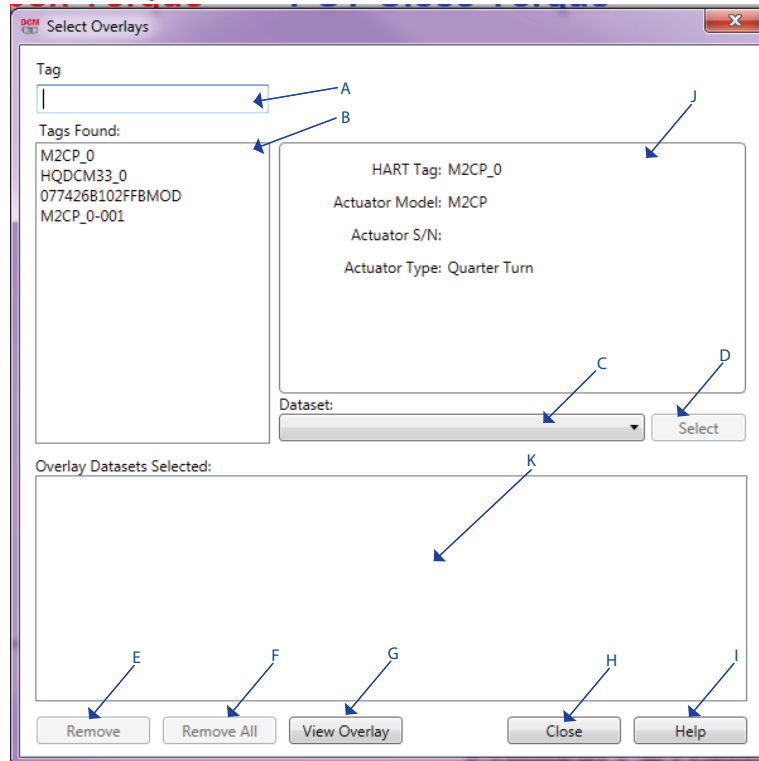 DCM Select Overlays
Tag
A
B
J
Tags Found:
M2CP_0
HQDCM33_0
077426B102FFBMOD
M2CP_0-001
HART Tag: M2CP_0
Actuator Model: M2CP
Actuator S/N:
Actuator Type: Quarter Turn
C
D
Dataset:
Select
Overlay Datasets Selected:
K
E
F
G
H
I
Remove
Remove All
View Overlay
Close
Help